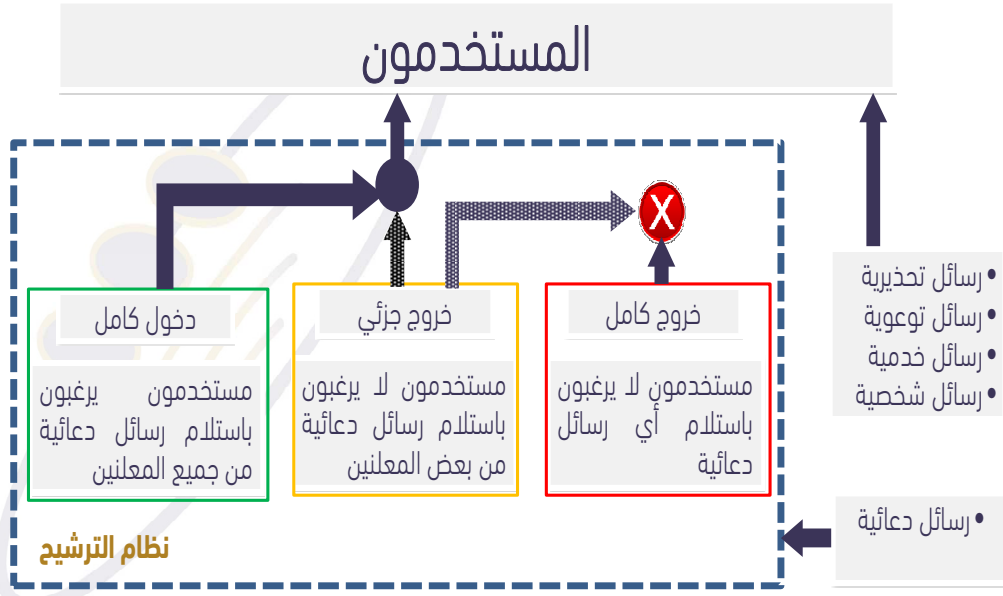 المستخدمون
X
• رسائل تحذيرية
• رسائل توعوية
• رسائل خدمية
• رسائل شخصية
خروج كامل
مستخدمون لا يرغبون
باستلام أي رسائل
دعائية
خروج جزئي
مستخدمون لا يرغبون
باستلام رسائل دعائية
من بعض المعلنين
دخول كامل
مستخدمون يرغبون
باستلام رسائل دعائية
من جميع المعلنين
• رسائل دعائية
نظام الترشيح